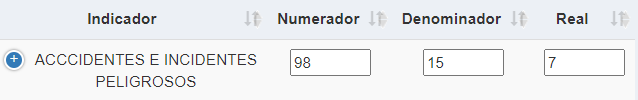 Indicador Numerador Denominador Real
ACCCIDENTES E INCIDENTES 98 15 7
PELIGROSOS